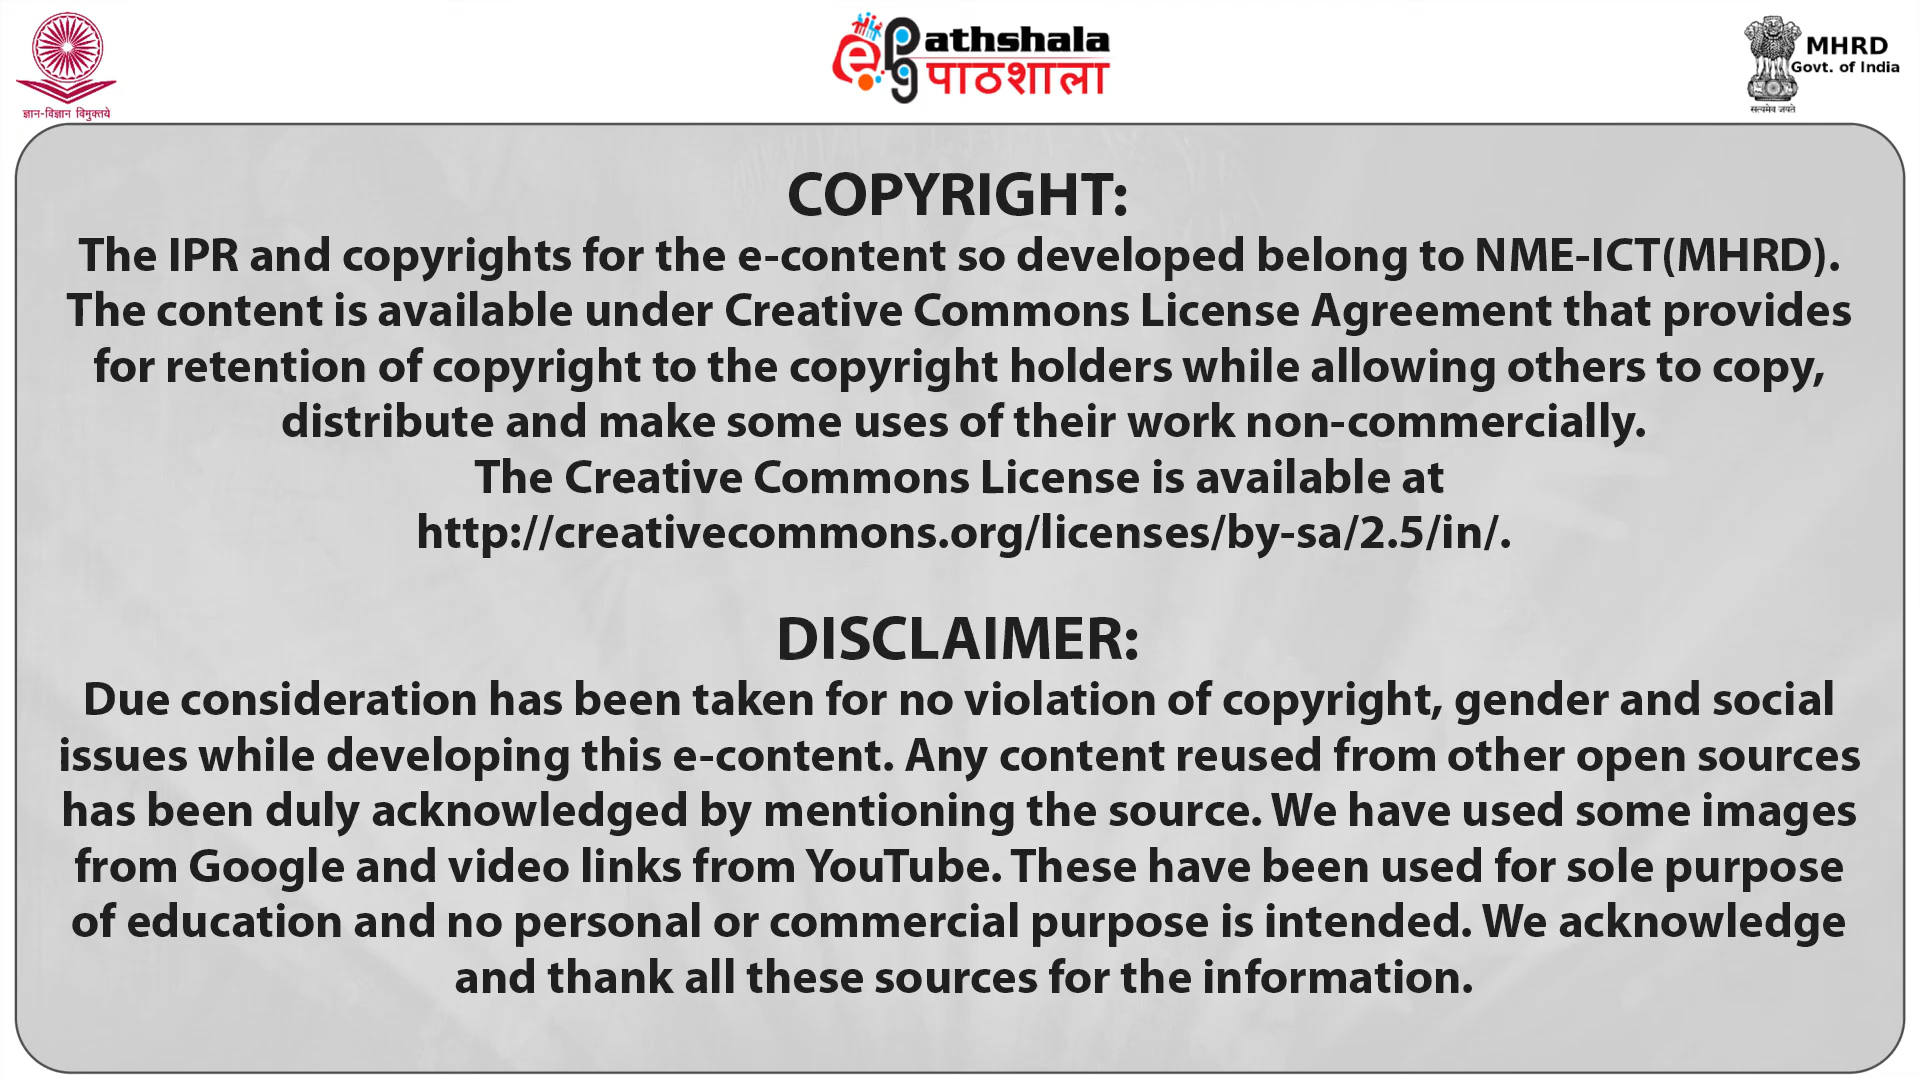 ज्ञान-विज्ञान विमुक्तये
e PG Pathshala
पाठशाला
MHRD
Govt. of India
सत्यमेव जयते
COPYRIGHT:
The IPR and copyrights for the e-content so developed belong to NME-ICT(MHRD).
The content is available under Creative Commons License Agreement that provides
for retention of copyright to the copyright holders while allowing others to copy,
distribute and make some uses of their work non-commercially.
The Creative Commons License is available at
http://creativecommons.org/licenses/by-sa/2.5/in/.
DISCLAIMER:
Due consideration has been taken for no violation of copyright, gender and social
issues while developing this e-content. Any content reused from other open sources
has been duly acknowledged by mentioning the source. We have used some images
from Google and video links from YouTube. These have been used for sole purpose
of education and no personal or commercial purpose is intended. We acknowledge
and thank all these sources for the information.